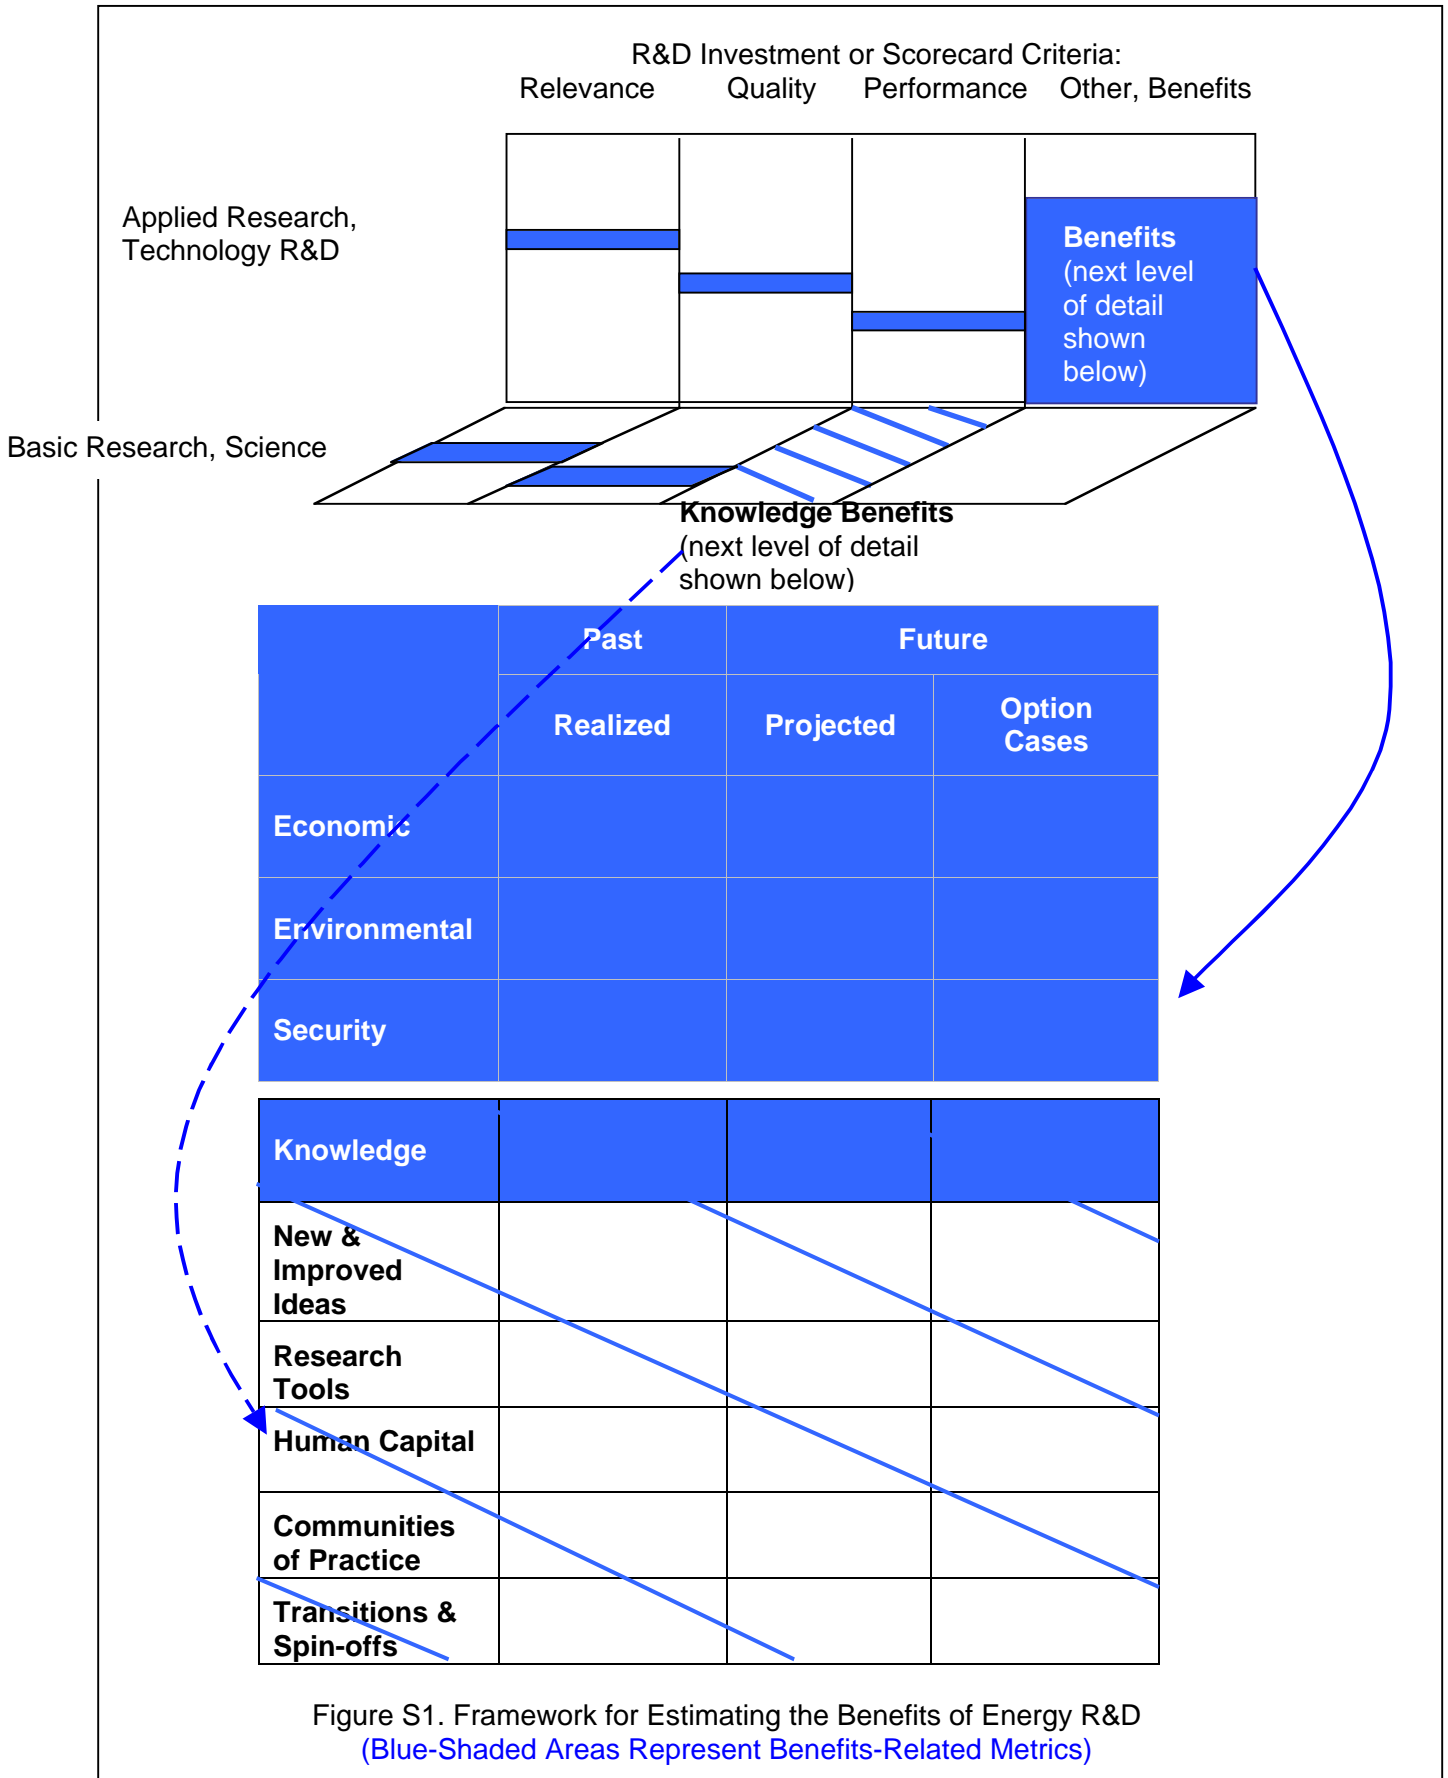 R&D Investment or Scorecard Criteria:
Relevance Quality Performance Other, Benefits
Applied Research,
Technology R&D
Benefits
(next level
of detail
shown
below)
Basic Research, Science
Knowledge Benefits
(next level of detail
shown below)
Past Future
Realized Projected Option
Cases
Economic
Environmental
Security
Knowledge
New &
Improved
Ideas
Research
Tools
Human Capital
Communities
of Practice
Transitions &
Spin-offs
Figure S1. Framework for Estimating the Benefits of Energy R&D
(Blue-Shaded Areas Represent Benefits-Related Metrics)